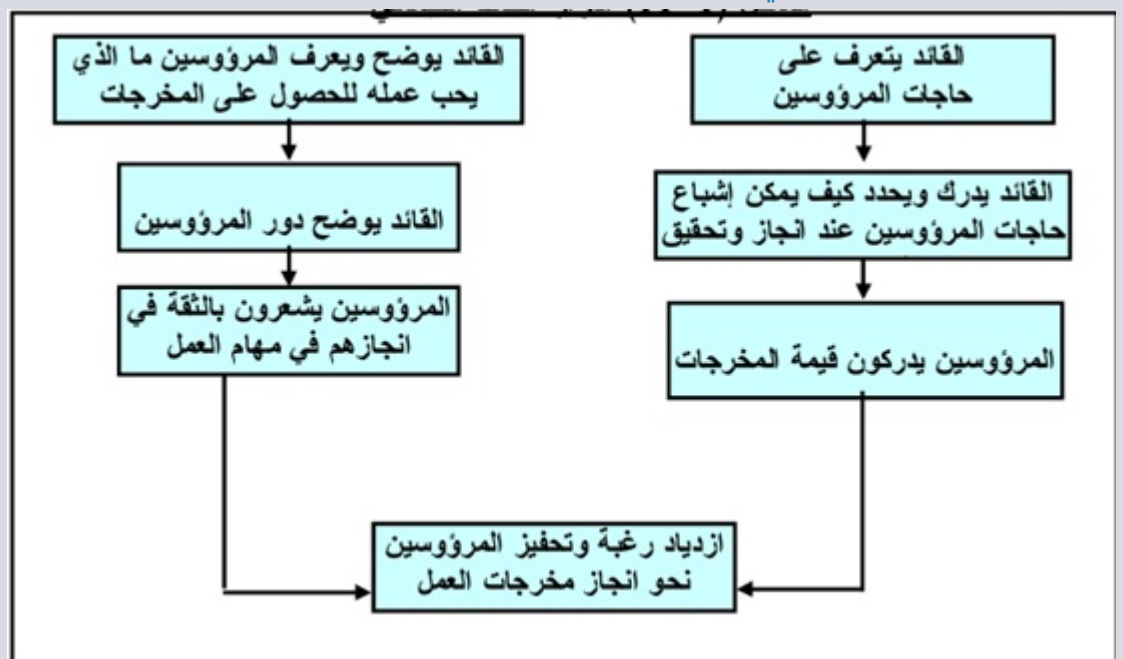 القائد يتعرف على
حاجات المرؤوسين
القائد يدرك ويحدد كيف يمكن إشباع
حاجات المرؤوسين عند انجاز وتحقيق
المرؤوسين يدركون قيمة المخرجات
القائد يوضح ويعرف المرؤوسين ما الذي
يحب عمله للحصول على المخرجات
القائد يوضح دور المرؤوسين
المرؤوسين يشعرون بالثقة في
انجازهم في مهام العمل
ازدياد رغبة وتحفيز المرؤوسين
نحو انجاز مخرجات العمل